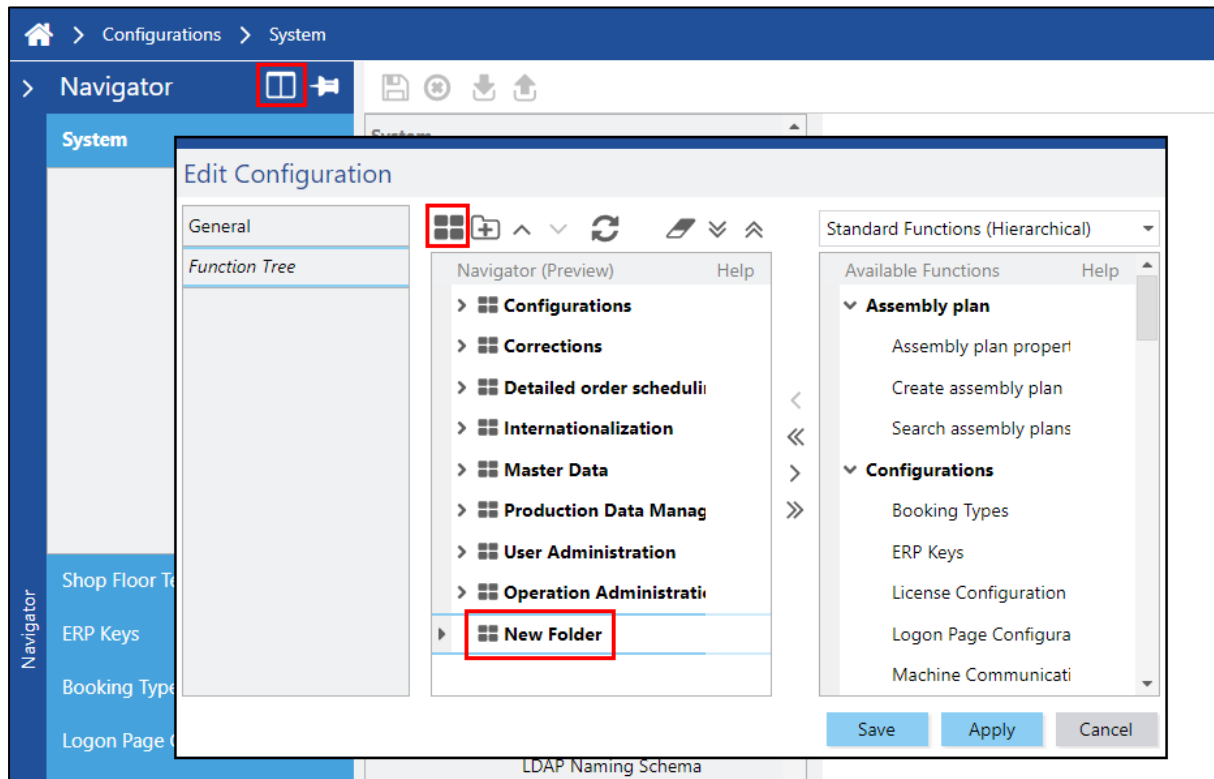 Configurations
System
Navigator
System
System
Edit Configuration
General
Function Tree
Standard Functions (Hierarchical)
Navigator (Preview) Help
Configurations
Corrections
Detailed order scheduli
Internationalization
Master Data
Production Data Manag
User Administration
Operation Administrati
New Folder
Available Functions Help
Assembly plan
Assembly plan propert
Create assembly plan
Search assembly plans
Configurations
Booking Types
ERP Keys
License Configuration
Logon Page Configura
Machine Communicati
Save Apply Cancel
Navigator
Shop Floor Te
ERP Keys
Booking Type
Logon Page
LDAP Naming Schema